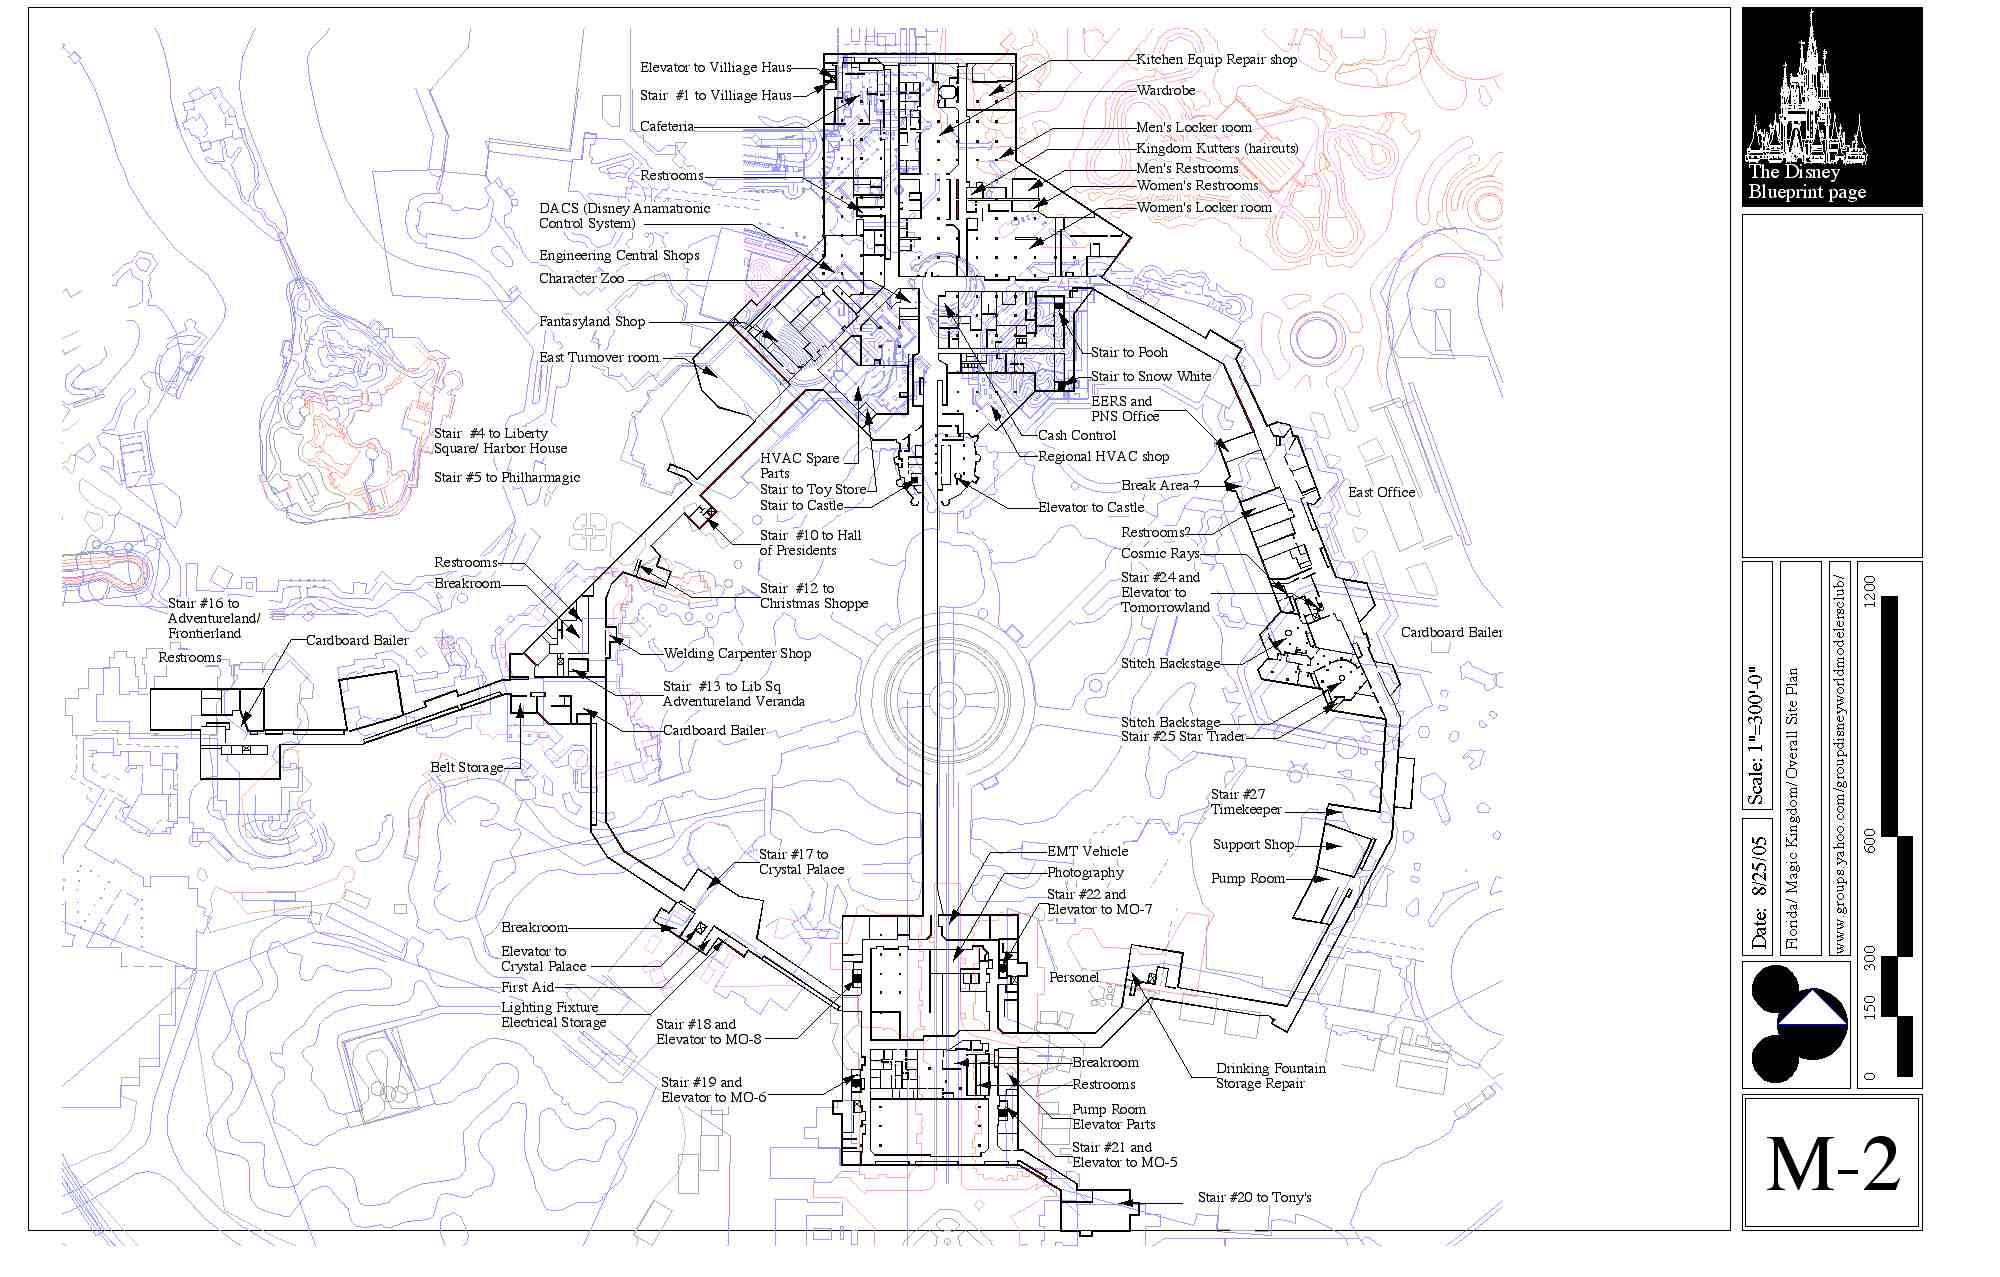 Elevator to Villiage Haus
Stair #1 to Villiage Haus
Cafeteria
Restrooms
DACS (Disney Anamatronic
Control System)
Engineering Central Shops
Character Zoo
Fantasyland Shop
East Turnover room
Kitchen Equip Repair shop
Wardrobe
Men's Locker room
Kingdom Kutters (haircuts)
Men's Restrooms
Women's Restrooms
Women's Locker room
Stair to Pooh
Stair to Snow White
EERS and
PNS Office
Cash Control
Regional HVAC shop
Break Area ?
East Office
Elevator to Castle
Restrooms?
Cosmic Rays
Stair #24 and
Elevator to
Tomorrowland
Cardboard Bailer
Stitch Backstage
Stitch Backstage
Stair #25 Star Trader
Stair #4 to Liberty
Square/ Harbor House
Stair #5 to Philharmagic
HVAC Spare
Parts
Stair to Toy Store
Stair to Castle
Stair #10 to Hall
of Presidents
Restrooms
Breakroom
Stair #12 to
Christmas Shoppe
Stair #16 to
Adventureland/
Frontierland
Cardboard Bailer
Restrooms
Welding Carpenter Shop
Stair #13 to Lib Sq
Adventureland Veranda
Cardboard Bailer
Belt Storage
Stair #27
Timekeeper
Support Shop
Pump Room
Stair #17 to
Crystal Palace
EMT Vehicle
Photography
Stair #22 and
Elevator to MO-7
Breakroom
Elevator to
Crystal Palace
First Aid
Lighting Fixture
Electrical Storage
Personel
Stair #18 and
Elevator to MO-8
Stair #19 and
Elevator to MO-6
Breakroom
Restrooms
Drinking Fountain
Storage Repair
Pump Room
Elevator Parts
Stair #21 and
Elevator to MO-5
Stair #20 to Tony's
The Disney
Blueprint page
Scale: 1"=300'-0"
Date: 8/25/05
Florida/ Magic Kingdom/ Overall Site Plan
www.groups.yahoo.com/groupdisneyworldmodelersclub/
1200
600
300
150
0
M-2